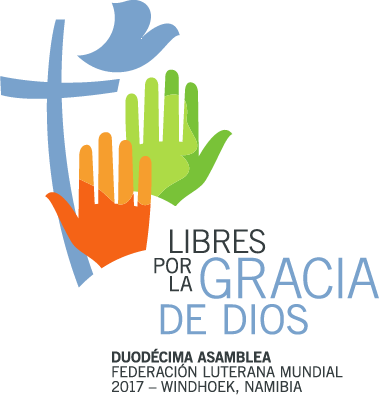 LIBRES
POR
LA GRACIA
DE DIOS
DUODÉCIMA ASAMBLEA
FEDERACIÓN LUTERANA MUNDIAL
2017 – WINDHOEK, NAMIBIA